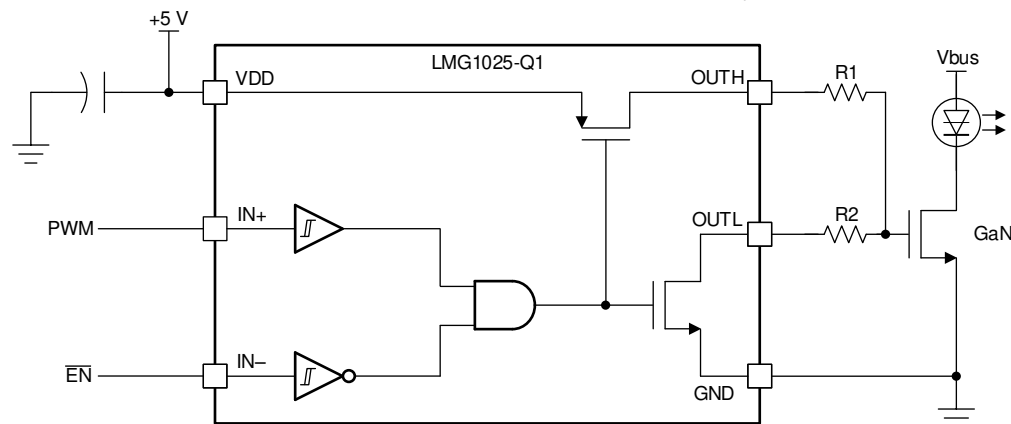 +5 V
LMG1025-Q1
VDD
OUTH
R1
Vbus
PWM
IN+
OUTL
R2
GaN
EN
IN–
GND